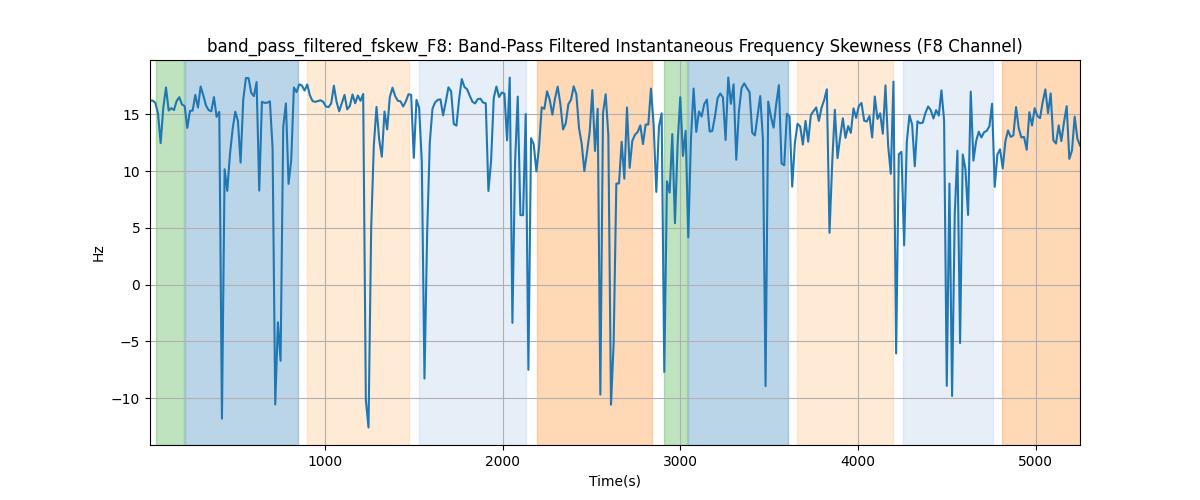 band_pass_filtered_fskew_F8: Band-Pass Filtered Instantaneous Frequency Skewness (F8 Channel)
15
10
5
0
−5
−10
Hz
1000 2000 3000 4000 5000
Time(s)